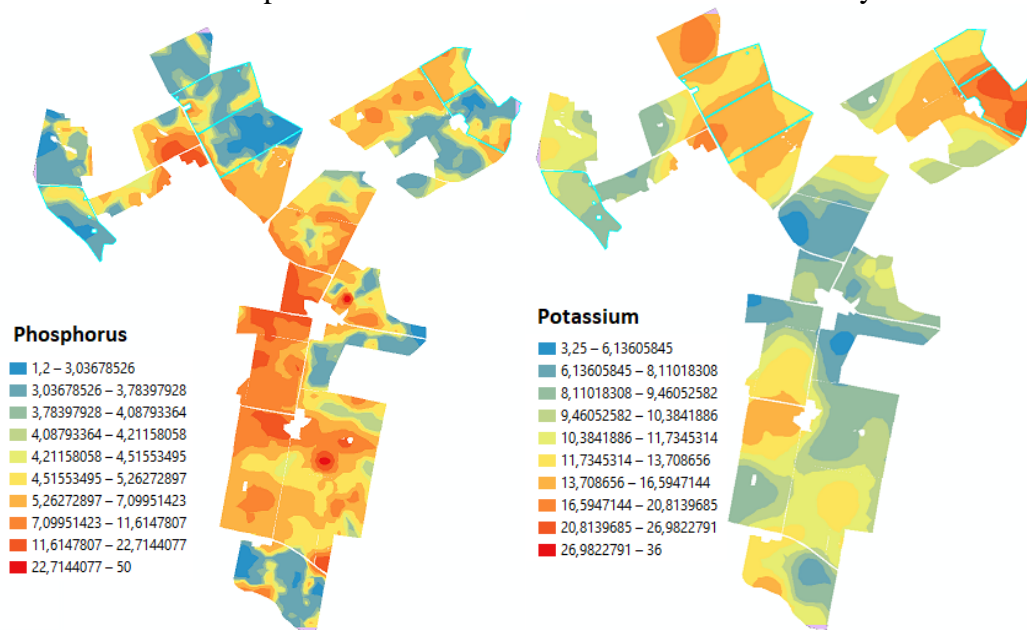 Phosphorus
1,2 – 3,03678526
3,03678526 – 3,78397928
3,78397928 – 4,08793364
4,08793364 – 4,21158058
4,21158058 – 4,51553495
4,51553495 – 5,26272897
5,26272897 – 7,09951423
7,09951423 – 11,6147807
11,6147807 – 22,7144077
22,7144077 – 50
Potassium
3,25 – 6,13605845
6,13605845 – 8,11018308
8,11018308 – 9,46052582
9,46052582 – 10,3841886
10,3841886 – 11,7345314
11,7345314 – 13,708656
13,708656 – 16,5947144
16,5947144 – 20,8139685
20,8139685 – 26,9822791
26,9822791 – 36